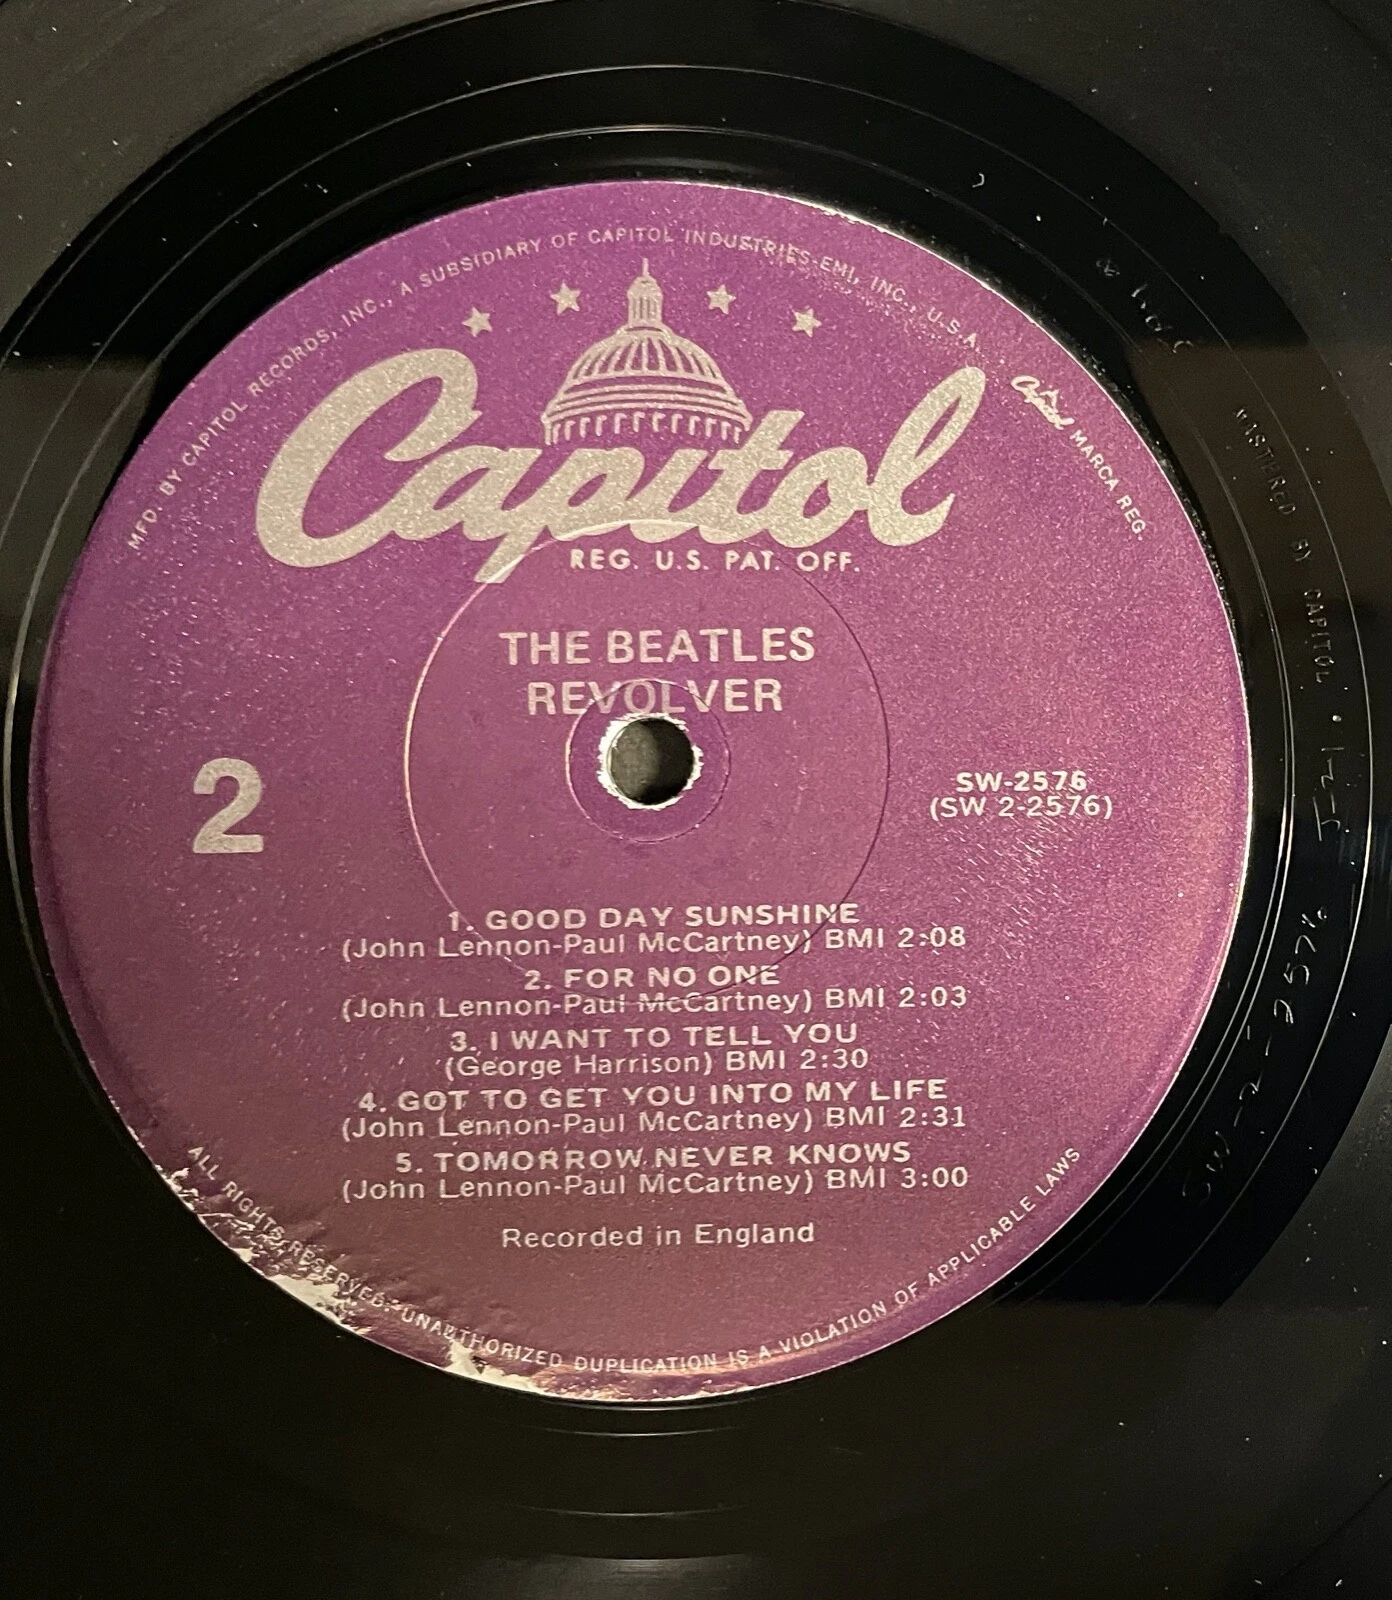 MFD. BY CAPITOL RECORDS, INC., A SUBSIDIARY OF CAPITOL INDUSTRIES-EMI, INC., U.S.A.
Capitol MARCA REG.
Capitol
REG. U.S. PAT. OFF.
THE BEATLES
REVOLVER
2
SW-2576
(SW 2-2576)
1. GOOD DAY SUNSHINE
(John Lennon-Paul McCartney) BMI 2:08
2. FOR NO ONE
(John Lennon-Paul McCartney) BMI 2:03
3. I WANT TO TELL YOU
(George Harrison) BMI 2:30
4. GOT TO GET YOU INTO MY LIFE
(John Lennon-Paul McCartney) BMI 2:31
5. TOMORROW NEVER KNOWS
(John Lennon-Paul McCartney) BMI 3:00
Recorded in England
ALL RIGHTS RESERVED. UNAUTHORIZED DUPLICATION IS A VIOLATION OF APPLICABLE LAWS
MASTERED BY CAPITOL
SW-2-2576